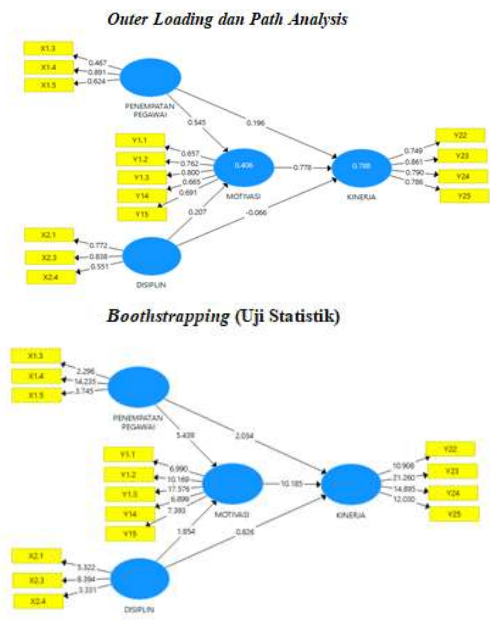 Outer Loading dan Path Analysis
X1.3
0.467
X1.4
0.891
X1.5
0.624
PENEMPATAN
PEGAWAI
0.545
0.196
Y1.1
0.657
Y1.2
0.762
Y1.3
0.800
Y14
0.665
Y15
0.691
0.406
MOTIVASI
0.778
0.788
KINERJA
0.749
Y22
0.861
Y23
0.790
Y24
0.786
Y25
0.207
-0.066
X2.1
0.772
X2.3
0.838
X2.4
0.551
DISIPLIN
Boothstrapping (Uji Statistik)
X1.3
2.296
X1.4
14.235
X1.5
3.745
PENEMPATAN
PEGAWAI
5.439
2.034
Y1.1
6.990
Y1.2
10.169
Y1.3
17.576
Y14
6.899
Y15
7.393
MOTIVASI
10.185
KINERJA
10.908
Y22
21.260
Y23
14.895
Y24
12.030
Y25
1.854
0.826
X2.1
5.322
X2.3
8.394
X2.4
3.331
DISIPLIN